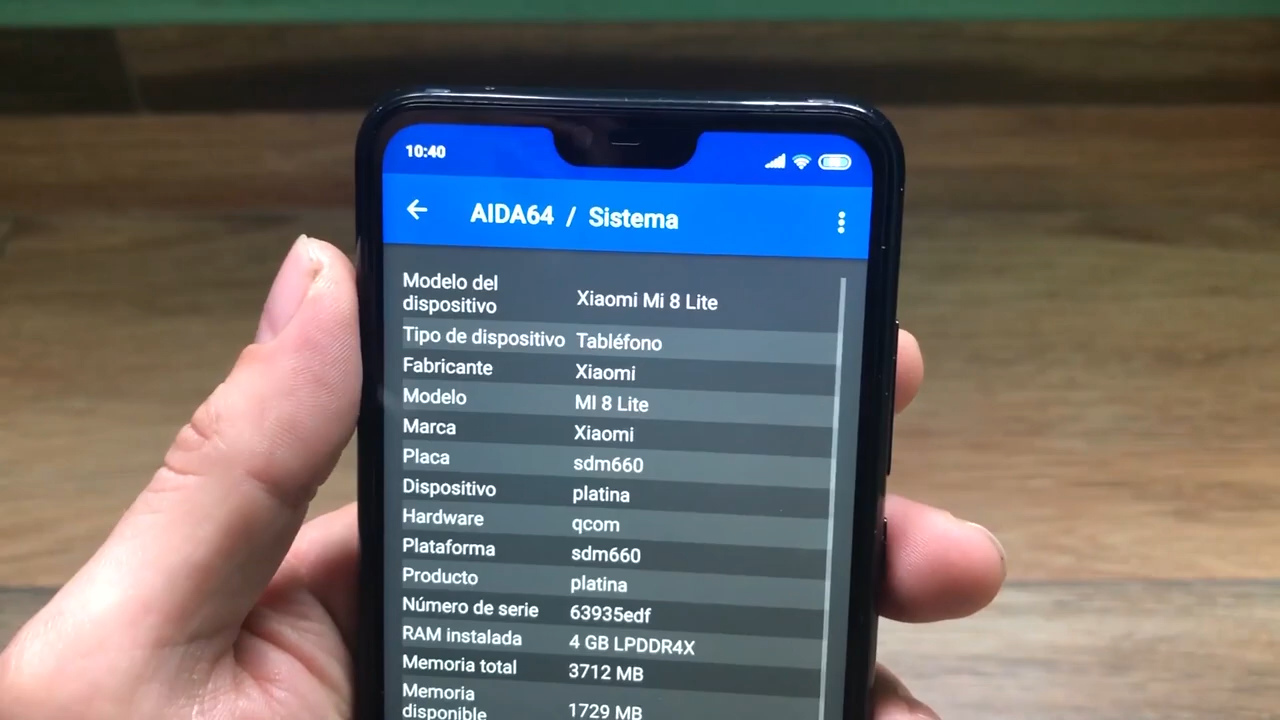 10:40
AIDA64 / Sistema
Modelo del
dispositivo
Xiaomi Mi 8 Lite
Tipo de dispositivo Tabléfono
Fabricante Xiaomi
Modelo MI 8 Lite
Marca Xiaomi
Placa sdm660
Dispositivo platina
Hardware qcom
Plataforma sdm660
Producto platina
Número de serie 63935edf
RAM instalada 4 GB LPDDR4X
Memoria total 3712 MB
Memoria
disponible
1729 MB